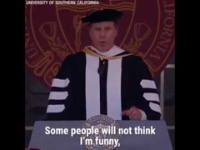 UNIVERSITY OF SOUTHERN CALIFORNIA
Some people will not think
I'm funny,